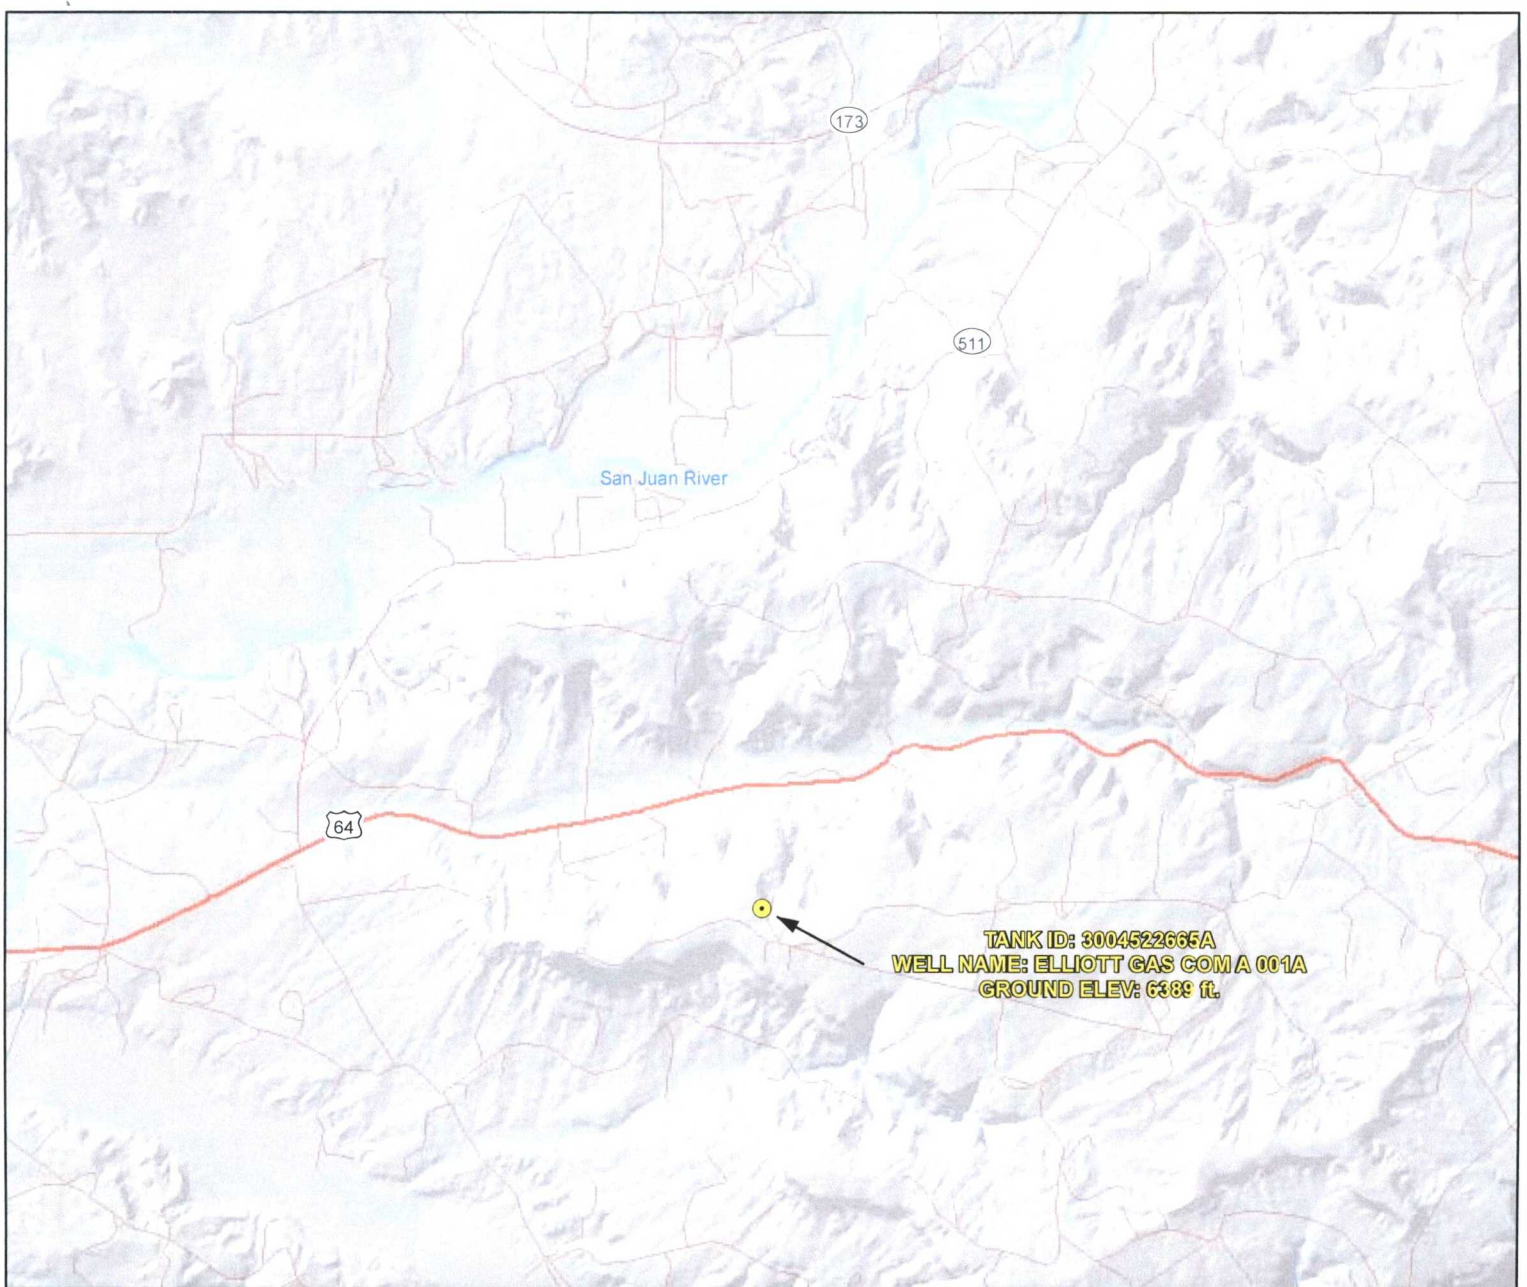 173
511
San Juan River
64
TANK ID: 3004522665A
WELL NAME: ELLIOTT GAS COM A 001A
GROUND ELEV: 6389 ft.